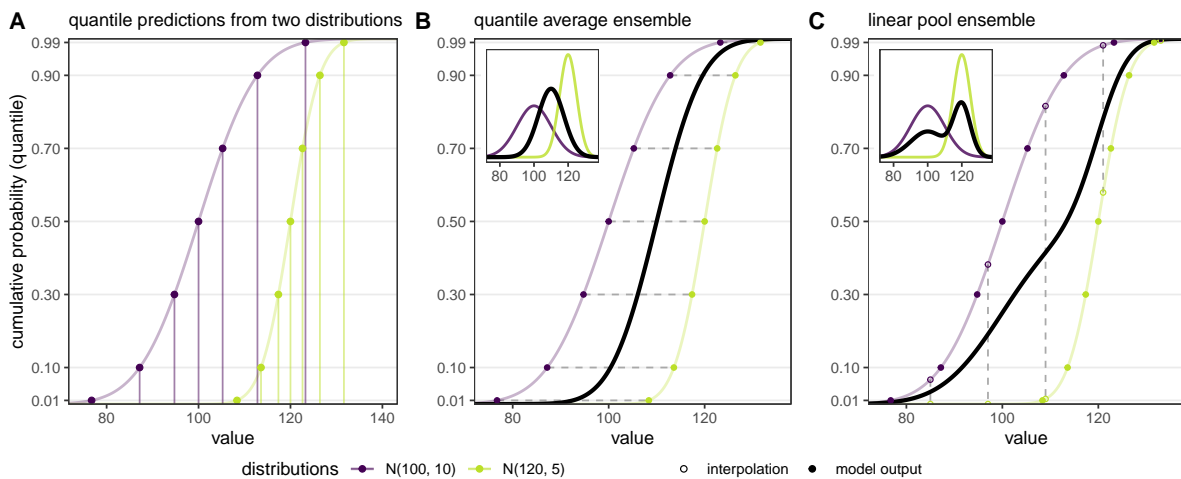 A quantile predictions from two distributions
B quantile average ensemble
C linear pool ensemble
cumulative probability (quantile)
0.99
0.90
0.70
0.50
0.30
0.10
0.01
80 100 120 140
value
0.99
0.90
0.70
0.50
0.30
0.10
0.01
100 120
80 100 120
value
0.99
0.90
0.70
0.50
0.30
0.10
0.01
100 120
80 100 120
value
distributions N(100, 10) N(120, 5) interpolation model output